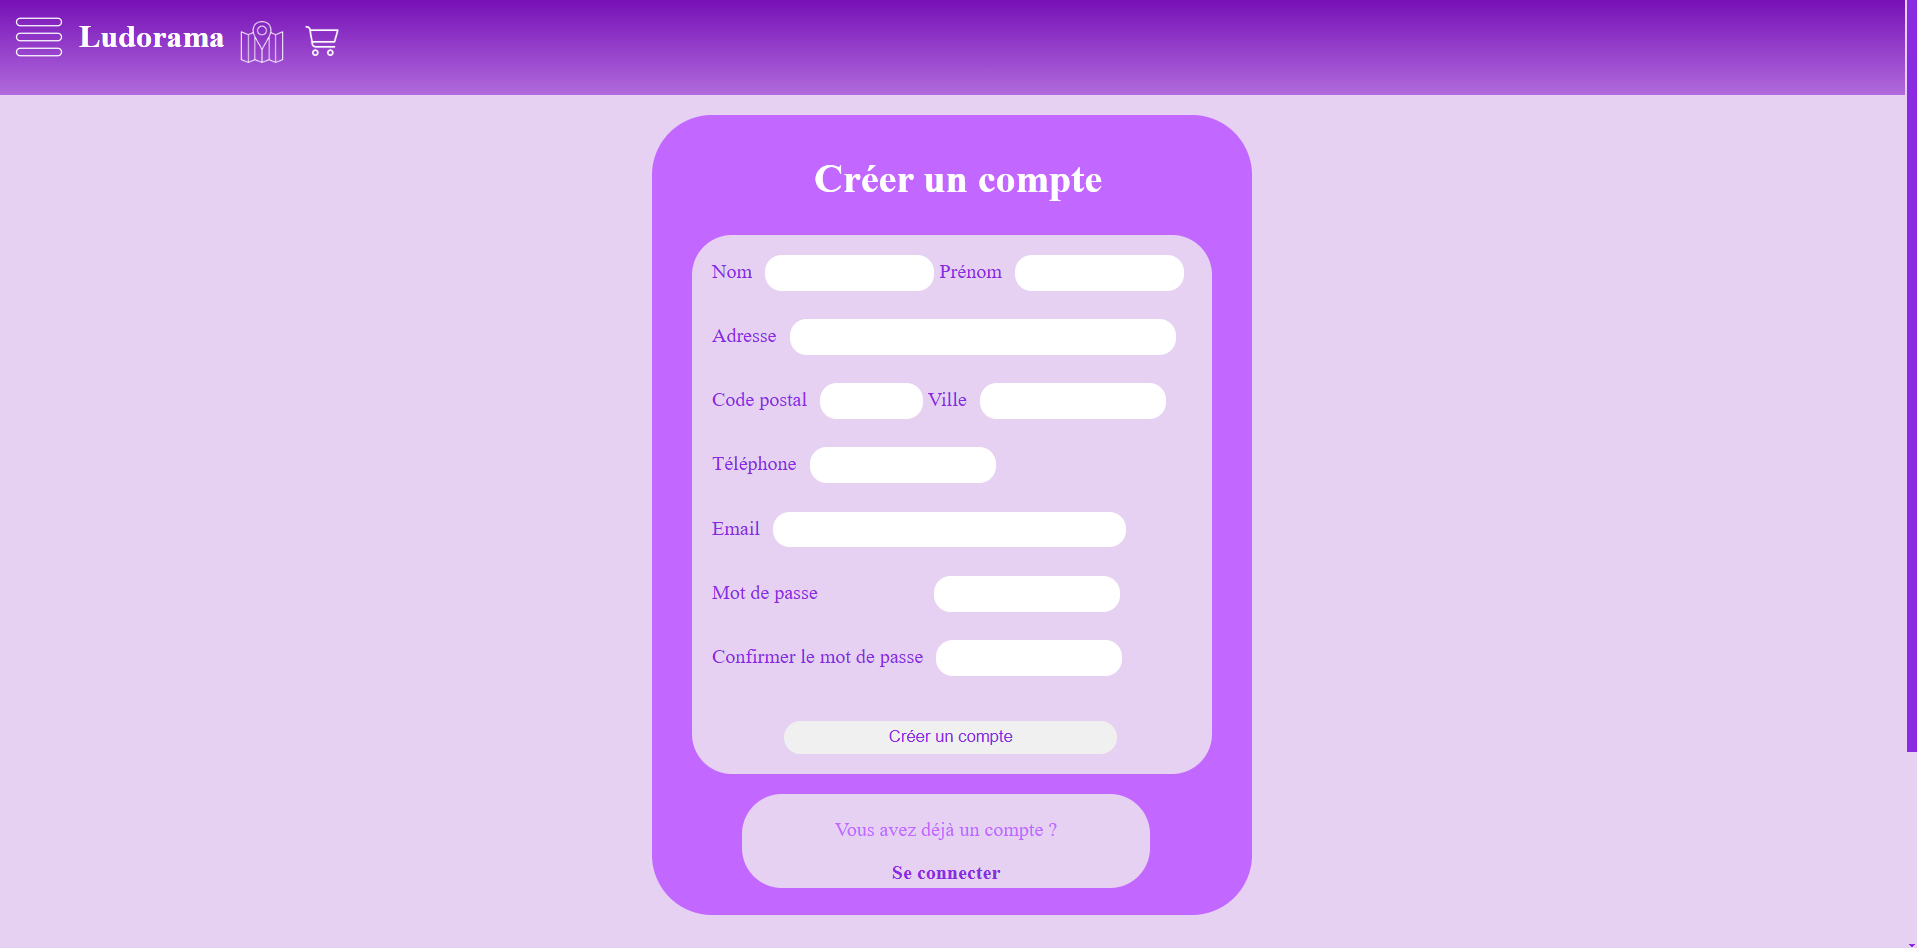 Ludorama
Créer un compte
Nom Prénom
Adresse
Code postal Ville
Téléphone
Email
Mot de passe
Confirmer le mot de passe
Créer un compte
Vous avez déjà un compte ?
Se connecter